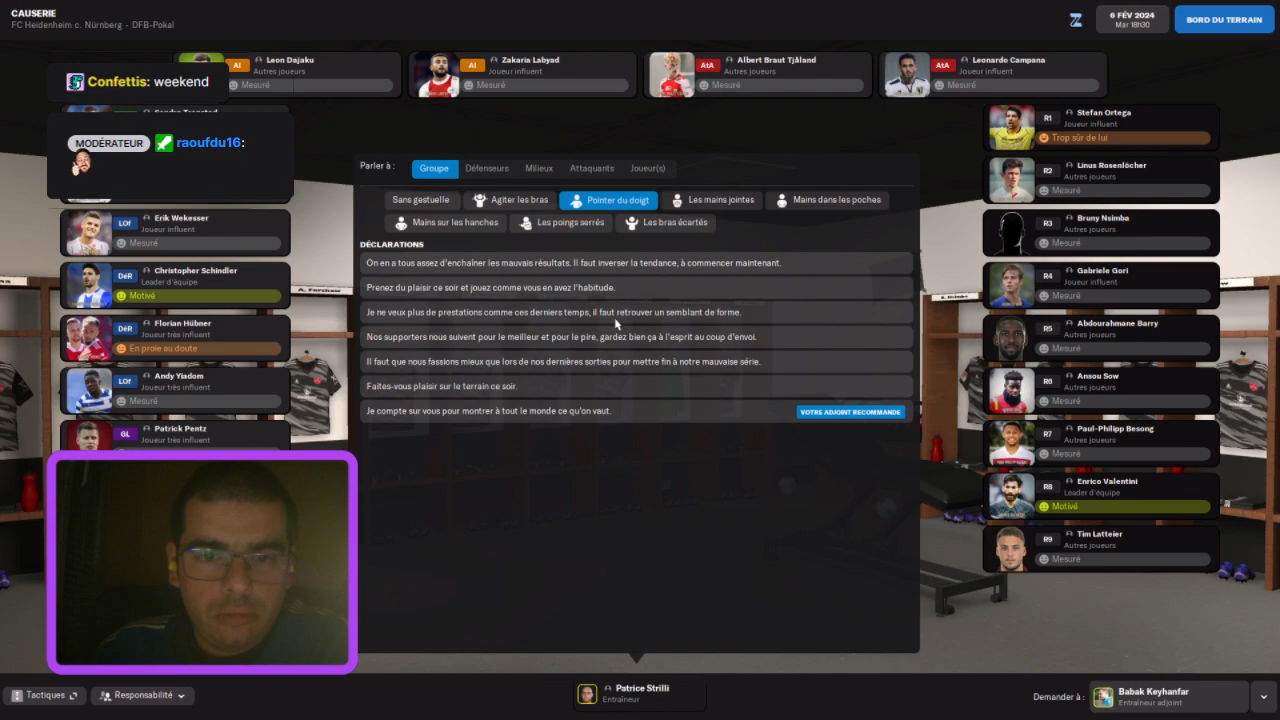 CAUSERIE
FC Heidenheim c. Nürnberg - DFB-Pokal
6 FÉV 2024
Mar 18h30
BORD DU TERRAIN
AI
Leon Dajaku
Autres joueurs
Mesuré
AI
Zakaria Labyad
Joueur influent
Mesuré
AtA
Albert Braut Tjåland
Autres joueurs
Mesuré
AtA
Leonardo Campana
Joueur influent
Mesuré
Confettis: weekend
MODÉRATEUR raoufdu16:
LOf
Erik Wekesser
Joueur influent
Mesuré
DéR
Christopher Schindler
Leader d'équipe
Motivé
DéR
Florian Hübner
Joueur très influent
En proie au doute
LOf
Andy Yiadom
Joueur très influent
Mesuré
GL
Patrick Pentz
Joueur très influent
Parler à :
Groupe
Défenseurs
Milieux
Attaquants
Joueur(s)
Sans gestuelle
Agiter les bras
Pointer du doigt
Les mains jointes
Mains dans les poches
Mains sur les hanches
Les poings serrés
Les bras écartés
DÉCLARATIONS
On en a tous assez d'enchaîner les mauvais résultats. Il faut inverser la tendance, à commencer maintenant.
Prenez du plaisir ce soir et jouez comme vous en avez l'habitude.
Je ne veux plus de prestations comme ces derniers temps, il faut retrouver un semblant de forme.
Nos supporters nous suivent pour le meilleur et pour le pire, gardez bien ça à l'esprit au coup d'envoi.
Il faut que nous fassions mieux que lors de nos dernières sorties pour mettre fin à notre mauvaise série.
Faites-vous plaisir sur le terrain ce soir.
Je compte sur vous pour montrer à tout le monde ce qu'on vaut.
VOTRE ADJOINT RECOMMANDE
R1
Stefan Ortega
Joueur influent
Trop sûr de lui
R2
Linus Rosenlöcher
Autres joueurs
Mesuré
R3
Bruny Nsimba
Autres joueurs
Mesuré
R4
Gabriele Gori
Autres joueurs
Mesuré
R5
Abdourahmane Barry
Autres joueurs
Mesuré
R6
Ansou Sow
Autres joueurs
Mesuré
R7
Paul-Philipp Besong
Autres joueurs
Mesuré
R8
Enrico Valentini
Leader d'équipe
Motivé
R9
Tim Latteier
Autres joueurs
Mesuré
Tactiques
Responsabilité
Patrice Strilli
Entraîneur
Demander à :
Babak Keyhanfar
Entraîneur adjoint